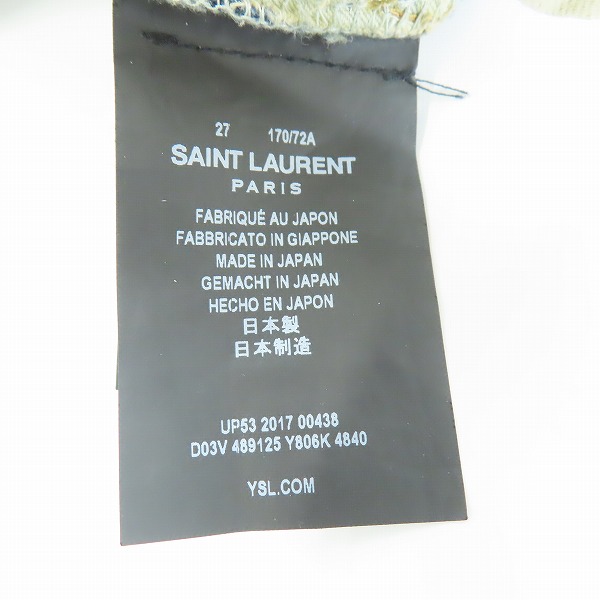 27 170/72A
SAINT LAURENT
PARIS
FABRIQUÉ AU JAPON
FABBRICATO IN GIAPPONE
MADE IN JAPAN
GEMACHT IN JAPAN
HECHO EN JAPON
日本製
日本制造
UP53 2017 00438
D03V 489125 Y806K 4840
YSL.COM